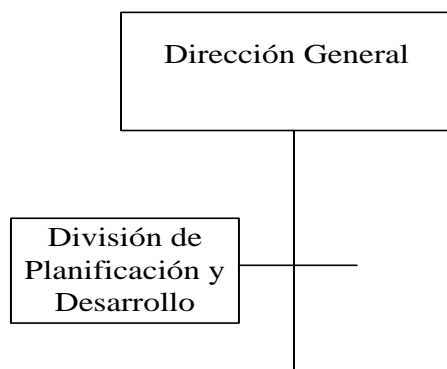 Dirección General
División de
Planificación y
Desarrollo